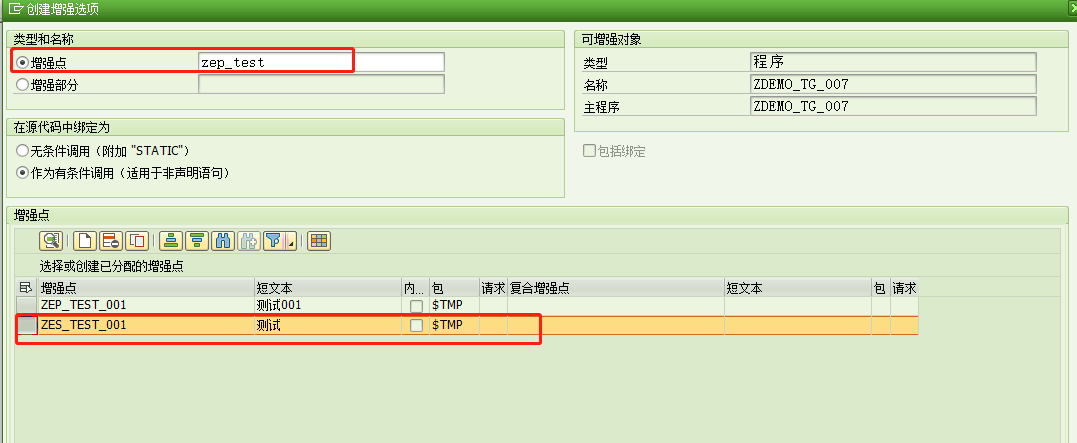 创建增强选项
类型和名称
增强点 zep_test
增强部分
可增强对象
类型 程序
名称 ZDEMO_TG_007
主程序 ZDEMO_TG_007
在源代码中绑定为
无条件调用（附加 "STATIC"）
作为有条件调用（适用于非声明语句）
包括绑定
增强点
选择或创建已分配的增强点
增强点 短文本 内... 包 请求 复合增强点 短文本 包 请求
ZEP_TEST_001 测试001 $TMP
ZES_TEST_001 测试 $TMP